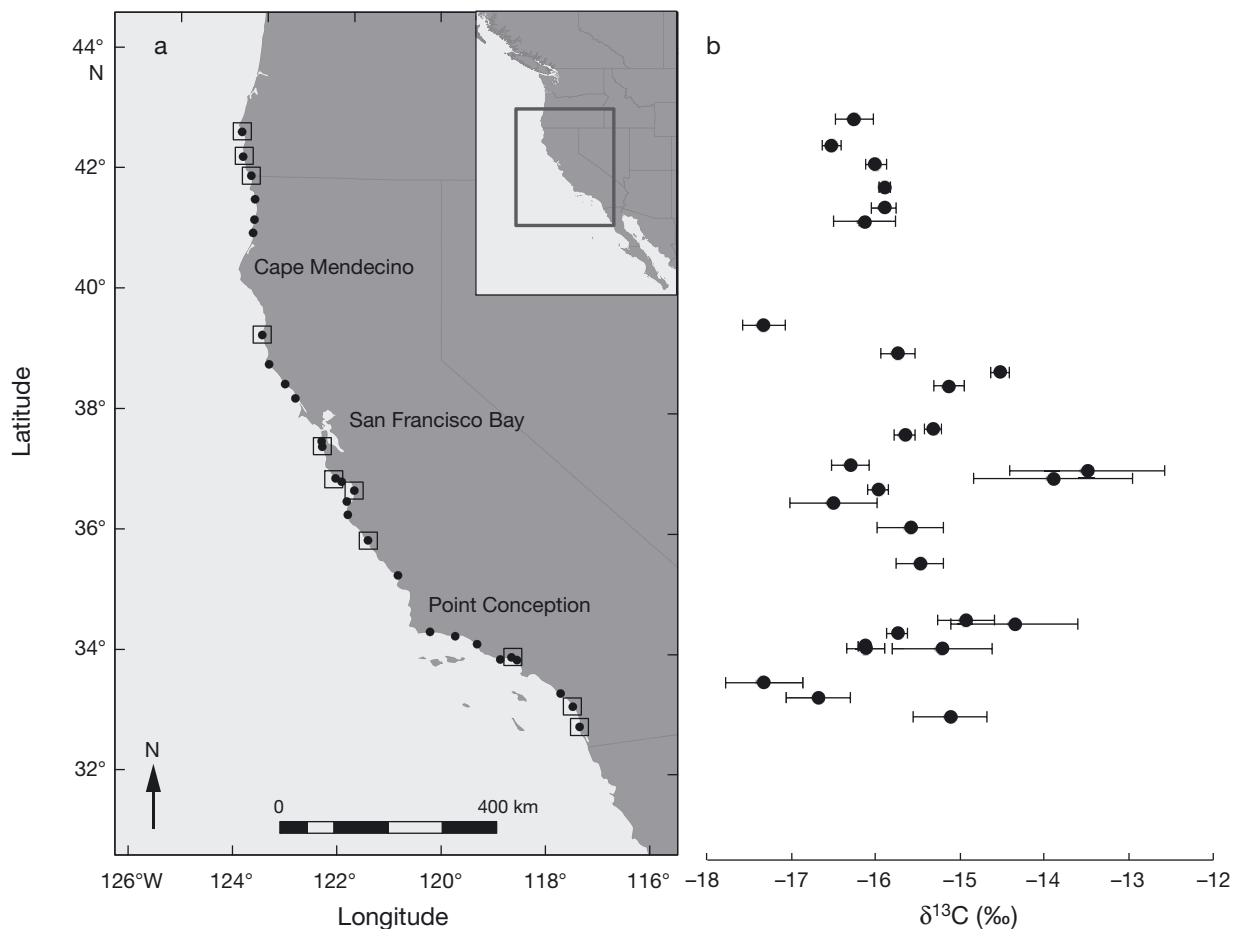 a
b
44°
N
42°
40°
38°
36°
34°
32°
Latitude
Cape Mendecino
San Francisco Bay
Point Conception
N
0
400 km
126°W
124°
122°
120°
118°
116°
Longitude
−18
−17
−16
−15
−14
−13
−12
δ¹³C (‰)